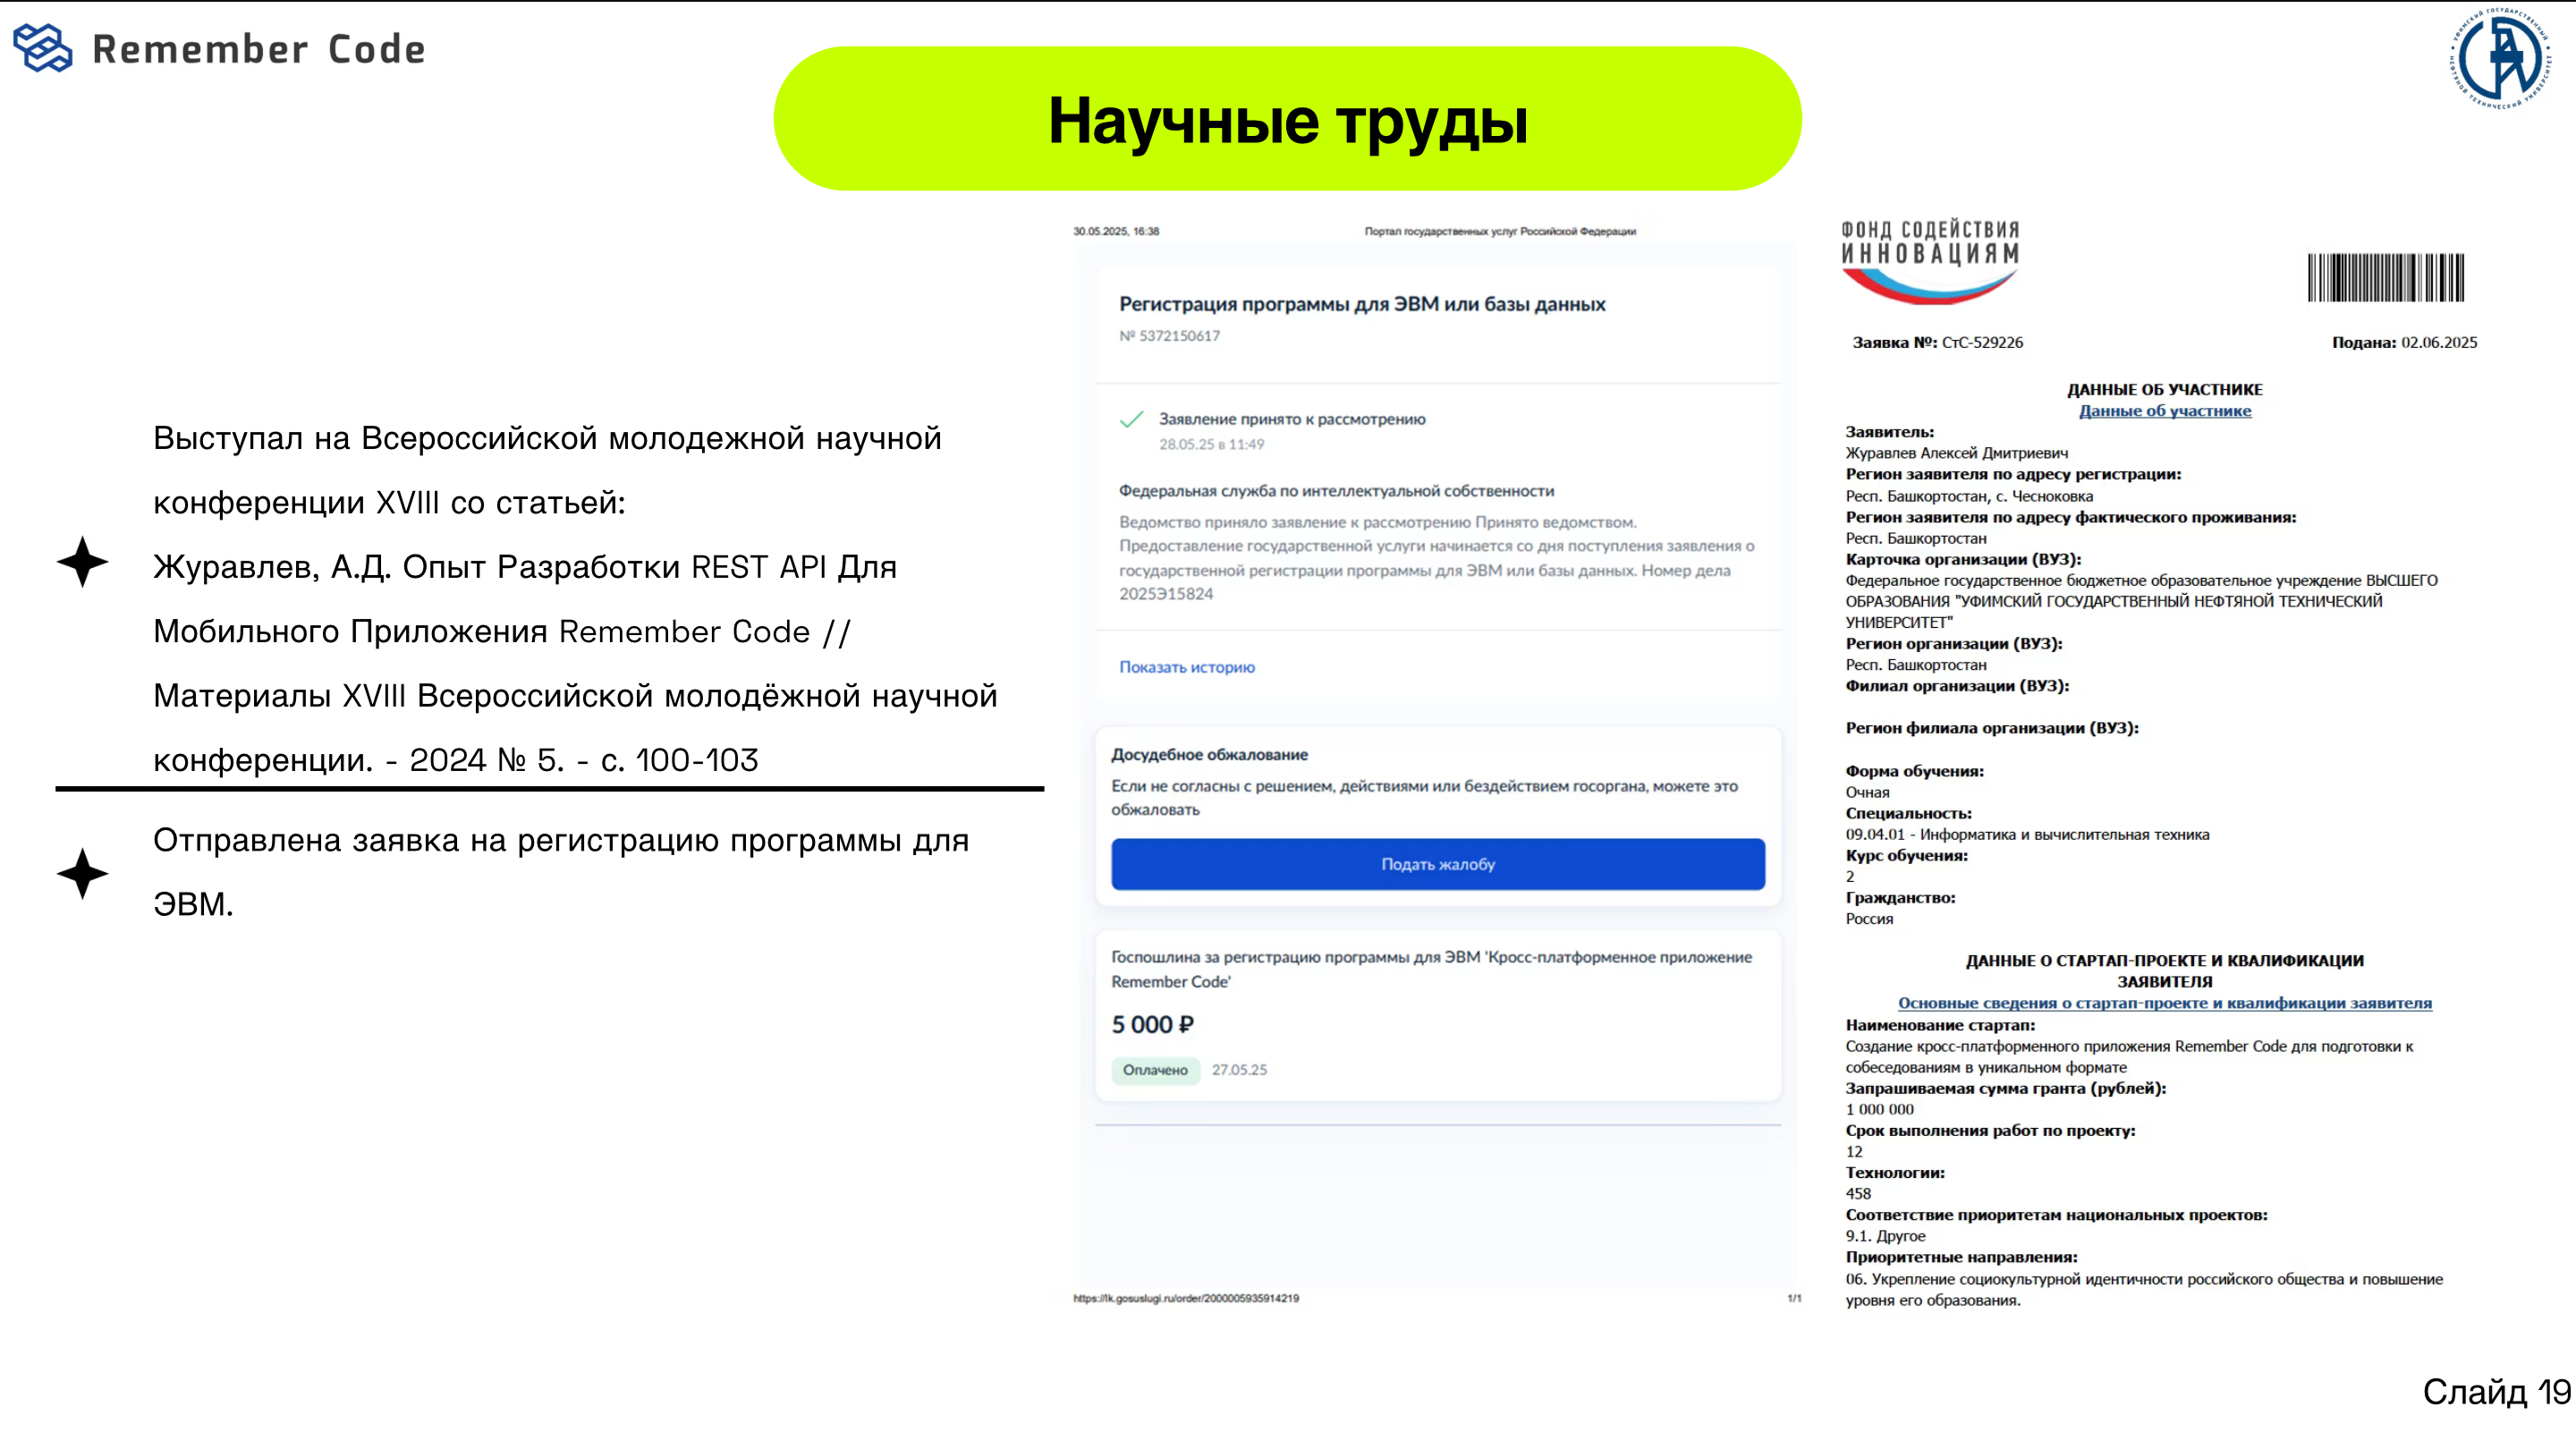 Remember Code
Научные труды
УФИМСКИЙ ГОСУДАРСТВЕННЫЙ НЕФТЯНОЙ ТЕХНИЧЕСКИЙ УНИВЕРСИТЕТ
Выступал на Всероссийской молодежной научной
конференции XVIII со статьей:
Журавлев, А.Д. Опыт Разработки REST API Для
Мобильного Приложения Remember Code //
Материалы XVIII Всероссийской молодёжной научной
конференции. - 2024 № 5. - с. 100-103
Отправлена заявка на регистрацию программы для
ЭВМ.
30.05.2025, 16:38
Портал государственных услуг Российской Федерации
Регистрация программы для ЭВМ или базы данных
№ 5372150617
Заявление принято к рассмотрению
28.05.25 в 11:49
Федеральная служба по интеллектуальной собственности
Ведомство приняло заявление к рассмотрению Принято ведомством.
Предоставление государственной услуги начинается со дня поступления заявления о
государственной регистрации программы для ЭВМ или базы данных. Номер дела
2025Э15824
Показать историю
Досудебное обжалование
Если не согласны с решением, действиями или бездействием госоргана, можете это
обжаловать
Подать жалобу
Госпошлина за регистрацию программы для ЭВМ 'Кросс-платформенное приложение
Remember Code'
5 000 ₽
Оплачено 27.05.25
https://lk.gosuslugi.ru/order/2000005935914219
1/1
ФОНД СОДЕЙСТВИЯ
ИННОВАЦИЯМ
Заявка №: СтС-529226
Подана: 02.06.2025
ДАННЫЕ ОБ УЧАСТНИКЕ
Данные об участнике
Заявитель:
Журавлев Алексей Дмитриевич
Регион заявителя по адресу регистрации:
Респ. Башкортостан, с. Чесноковка
Регион заявителя по адресу фактического проживания:
Респ. Башкортостан
Карточка организации (ВУЗ):
Федеральное государственное бюджетное образовательное учреждение ВЫСШЕГО
ОБРАЗОВАНИЯ "УФИМСКИЙ ГОСУДАРСТВЕННЫЙ НЕФТЯНОЙ ТЕХНИЧЕСКИЙ
УНИВЕРСИТЕТ"
Регион организации (ВУЗ):
Респ. Башкортостан
Филиал организации (ВУЗ):
Регион филиала организации (ВУЗ):
Форма обучения:
Очная
Специальность:
09.04.01 - Информатика и вычислительная техника
Курс обучения:
2
Гражданство:
Россия
ДАННЫЕ О СТАРТАП-ПРОЕКТЕ И КВАЛИФИКАЦИИ
ЗАЯВИТЕЛЯ
Основные сведения о стартап-проекте и квалификации заявителя
Наименование стартап:
Создание кросс-платформенного приложения Remember Code для подготовки к
собеседованиям в уникальном формате
Запрашиваемая сумма гранта (рублей):
1 000 000
Срок выполнения работ по проекту:
12
Технологии:
458
Соответствие приоритетам национальных проектов:
9.1. Другое
Приоритетные направления:
06. Укрепление социокультурной идентичности российского общества и повышение
уровня его образования.
Слайд 19